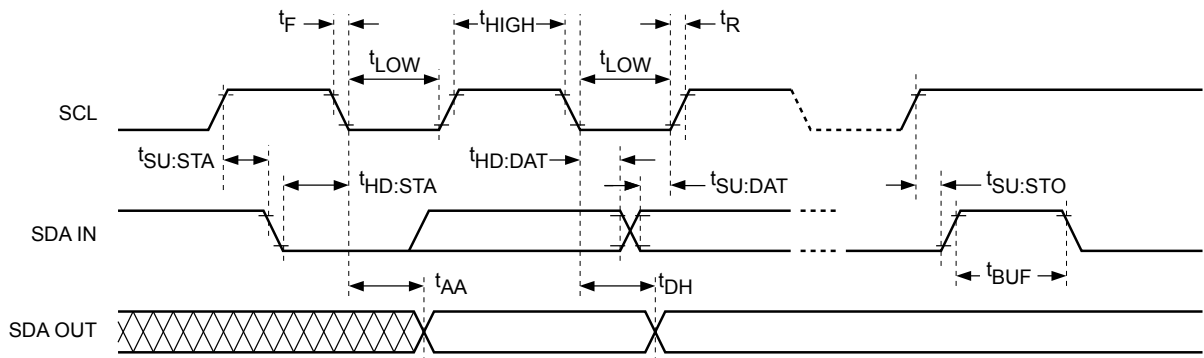 tF
tHIGH
tR
tLOW
tLOW
SCL
tSU:STA
tHD:STA
tHD:DAT
tSU:DAT
tSU:STO
SDA IN
tAA
tDH
tBUF
SDA OUT